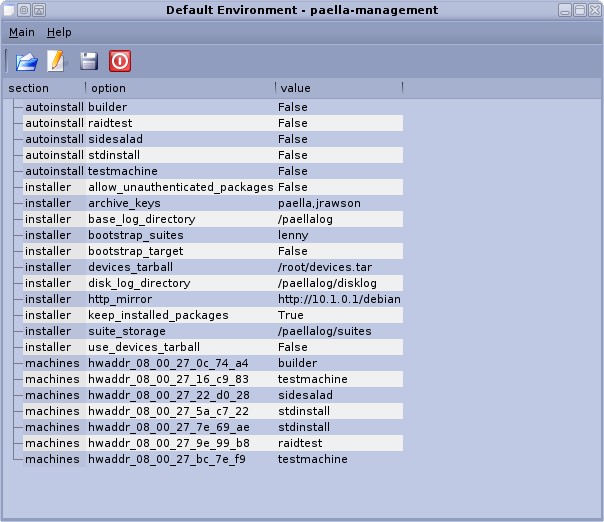 Default Environment - paella-management
Main Help
section option value
autoinstall builder False
autoinstall raidtest False
autoinstall sidesalad False
autoinstall stdinstall False
autoinstall testmachine False
installer allow_unauthenticated_packages False
installer archive_keys paella,jrawson
installer base_log_directory /paellalog
installer bootstrap_suites lenny
installer bootstrap_target False
installer devices_tarball /root/devices.tar
installer disk_log_directory /paellalog/disklog
installer http_mirror http://10.1.0.1/debian
installer keep_installed_packages True
installer suite_storage /paellalog/suites
installer use_devices_tarball False
machines hwaddr_08_00_27_0c_74_a4 builder
machines hwaddr_08_00_27_16_c9_83 testmachine
machines hwaddr_08_00_27_22_d0_28 sidesalad
machines hwaddr_08_00_27_5a_c7_22 stdinstall
machines hwaddr_08_00_27_7e_69_ae stdinstall
machines hwaddr_08_00_27_9e_99_b8 raidtest
machines hwaddr_08_00_27_bc_7e_f9 testmachine